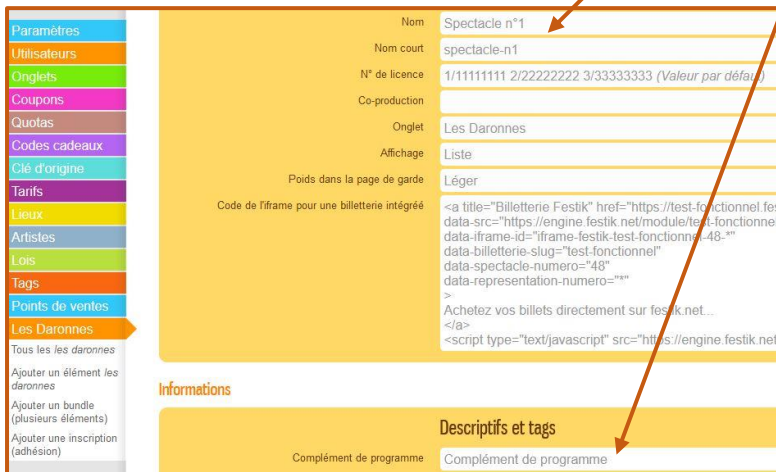 Paramètres
Utilisateurs
Onglets
Coupons
Quotas
Codes cadeaux
Clé d'origine
Tarifs
Lieux
Artistes
Lois
Tags
Points de ventes
Les Daronnes
Tous les les daronnes
Ajouter un élément les
daronnes
Ajouter un bundle
(plusieurs éléments)
Ajouter une inscription
(adhésion)
Nom Spectacle n°1
Nom court spectacle-n1
N° de licence 1/11111111 2/22222222 3/33333333 (Valeur par défaut)
Co-production
Onglet Les Daronnes
Affichage Liste
Poids dans la page de garde Léger
Code de l'iframe pour une billetterie intégréé <a title="Billetterie Festik" href="https://test-fonctionnel.fes
data-src="https://engine.festik.net/module/test-fonctionnel
data-iframe-id="iframe-festik-test-fonctionnel-48-*"
data-billetterie-slug="test-fonctionnel"
data-spectacle-numero="48"
data-representation-numero="*"
>
Achetez vos billets directement sur festik.net...
</a>
<script type="text/javascript" src="https://engine.festik.net
Informations
Descriptifs et tags
Complément de programme Complément de programme